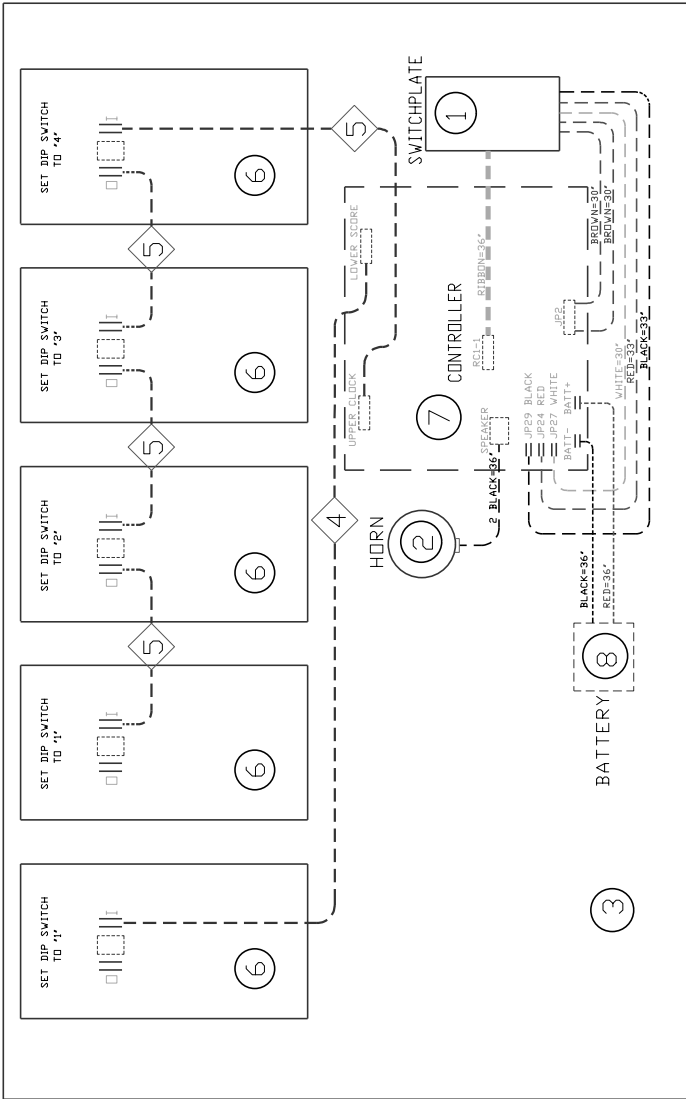 SET DIP SWITCH
TO "1"
6
SET DIP SWITCH
TO "1"
6
5
SET DIP SWITCH
TO "2"
6
5
SET DIP SWITCH
TO "3"
6
5
SET DIP SWITCH
TO "4"
6
5
4
UPPER CLOCK
LOWER SCORE
HORN
2
7
CONTROLLER
SWITCHPLATE
1
2 BLACK=36"
SPEAKER
RC1-1
RIBBON=36"
JP29 BLACK
JP24 RED
JP27 WHITE
BATT- BATT+
JP2
BROWN=30"
BROWN=30"
WHITE=30"
RED=33"
BLACK=33"
BLACK=36"
RED=36"
BATTERY
8
3